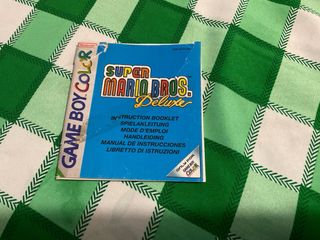 GAME BOY COLOR
SUPER
MARIO BROS.
Deluxe
INSTRUCTION BOOKLET
SPIELANLEITUNG
MODE D'EMPLOI
HANDLEIDING
MANUAL DE INSTRUCCIONES
LIBRETTO DI ISTRUZIONI